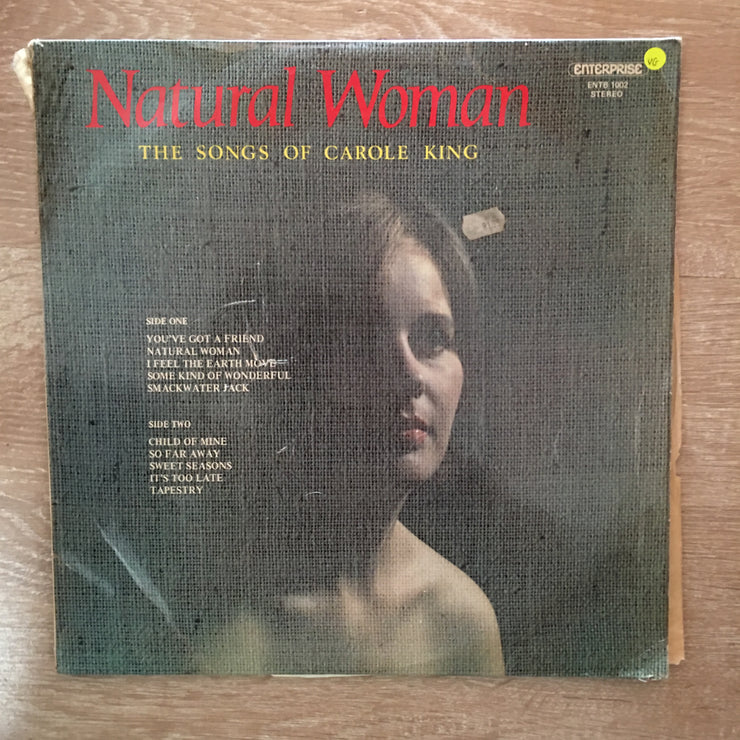 Natural Woman
THE SONGS OF CAROLE KING
ENTERPRISE
ENTB 1002
STEREO
VG
SIDE ONE
YOU'VE GOT A FRIEND
NATURAL WOMAN
I FEEL THE EARTH MOVE
SOME KIND OF WONDERFUL
SMACKWATER JACK
SIDE TWO
CHILD OF MINE
SO FAR AWAY
SWEET SEASONS
IT'S TOO LATE
TAPESTRY